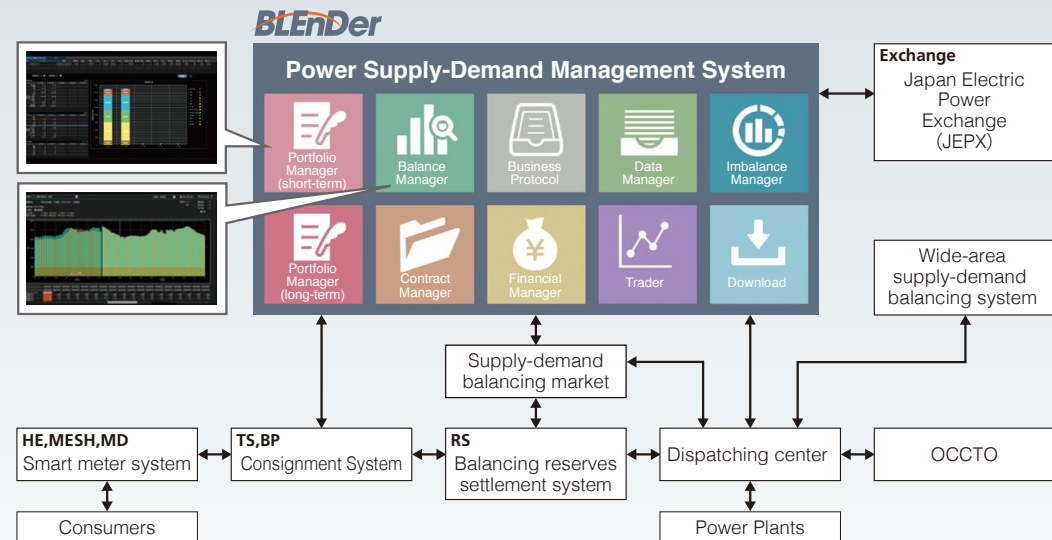 BLEnDer
Power Supply-Demand Management System
Portfolio
Manager
(short-term)
Balance
Manager
Business
Protocol
Data
Manager
Imbalance
Manager
Portfolio
Manager
(long-term)
Contract
Manager
¥
Financial
Manager
Trader
Download
Exchange
Japan Electric
Power
Exchange
(JEPX)
Wide-area
supply-demand
balancing system
Supply-demand
balancing market
HE,MESH,MD
Smart meter system
TS,BP
Consignment System
RS
Balancing reserves
settlement system
Dispatching center
OCCTO
Consumers
Power Plants